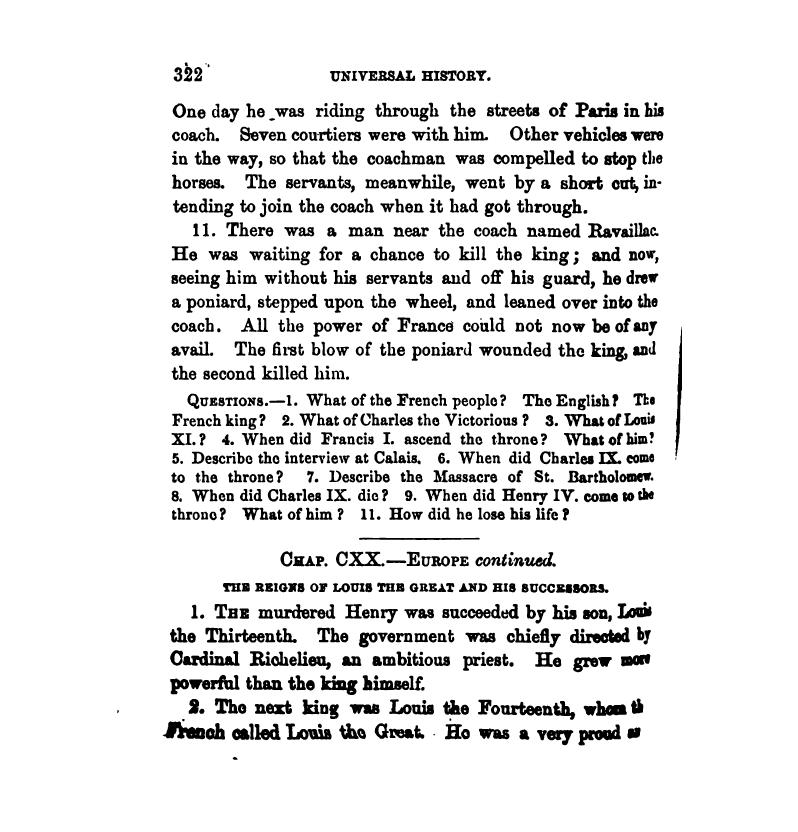 322 UNIVERSAL HISTORY.
One day he was riding through the streets of Paris in his
coach. Seven courtiers were with him. Other vehicles were
in the way, so that the coachman was compelled to stop the
horses. The servants, meanwhile, went by a short cut, in-
tending to join the coach when it had got through.
11. There was a man near the coach named Ravaillac.
He was waiting for a chance to kill the king; and now,
seeing him without his servants and off his guard, he drew
a poniard, stepped upon the wheel, and leaned over into the
coach. All the power of France could not now be of any
avail. The first blow of the poniard wounded the king, and
the second killed him.
QUESTIONS.—1. What of the French people? The English? The
French king? 2. What of Charles the Victorious? 3. What of Louis
XI.? 4. When did Francis I. ascend the throne? What of him?
5. Describe the interview at Calais. 6. When did Charles IX. come
to the throne? 7. Describe the Massacre of St. Bartholomew.
8. When did Charles IX. die? 9. When did Henry IV. come to the
throne? What of him? 11. How did he lose his life?
CHAP. CXX.—EUROPE continued.
THE REIGNS OF LOUIS THE GREAT AND HIS SUCCESSORS.
1. THE murdered Henry was succeeded by his son, Louis
the Thirteenth. The government was chiefly directed by
Cardinal Richelieu, an ambitious priest. He grew more
powerful than the king himself.
2. The next king was Louis the Fourteenth, whom th
French called Louis the Great. He was a very proud